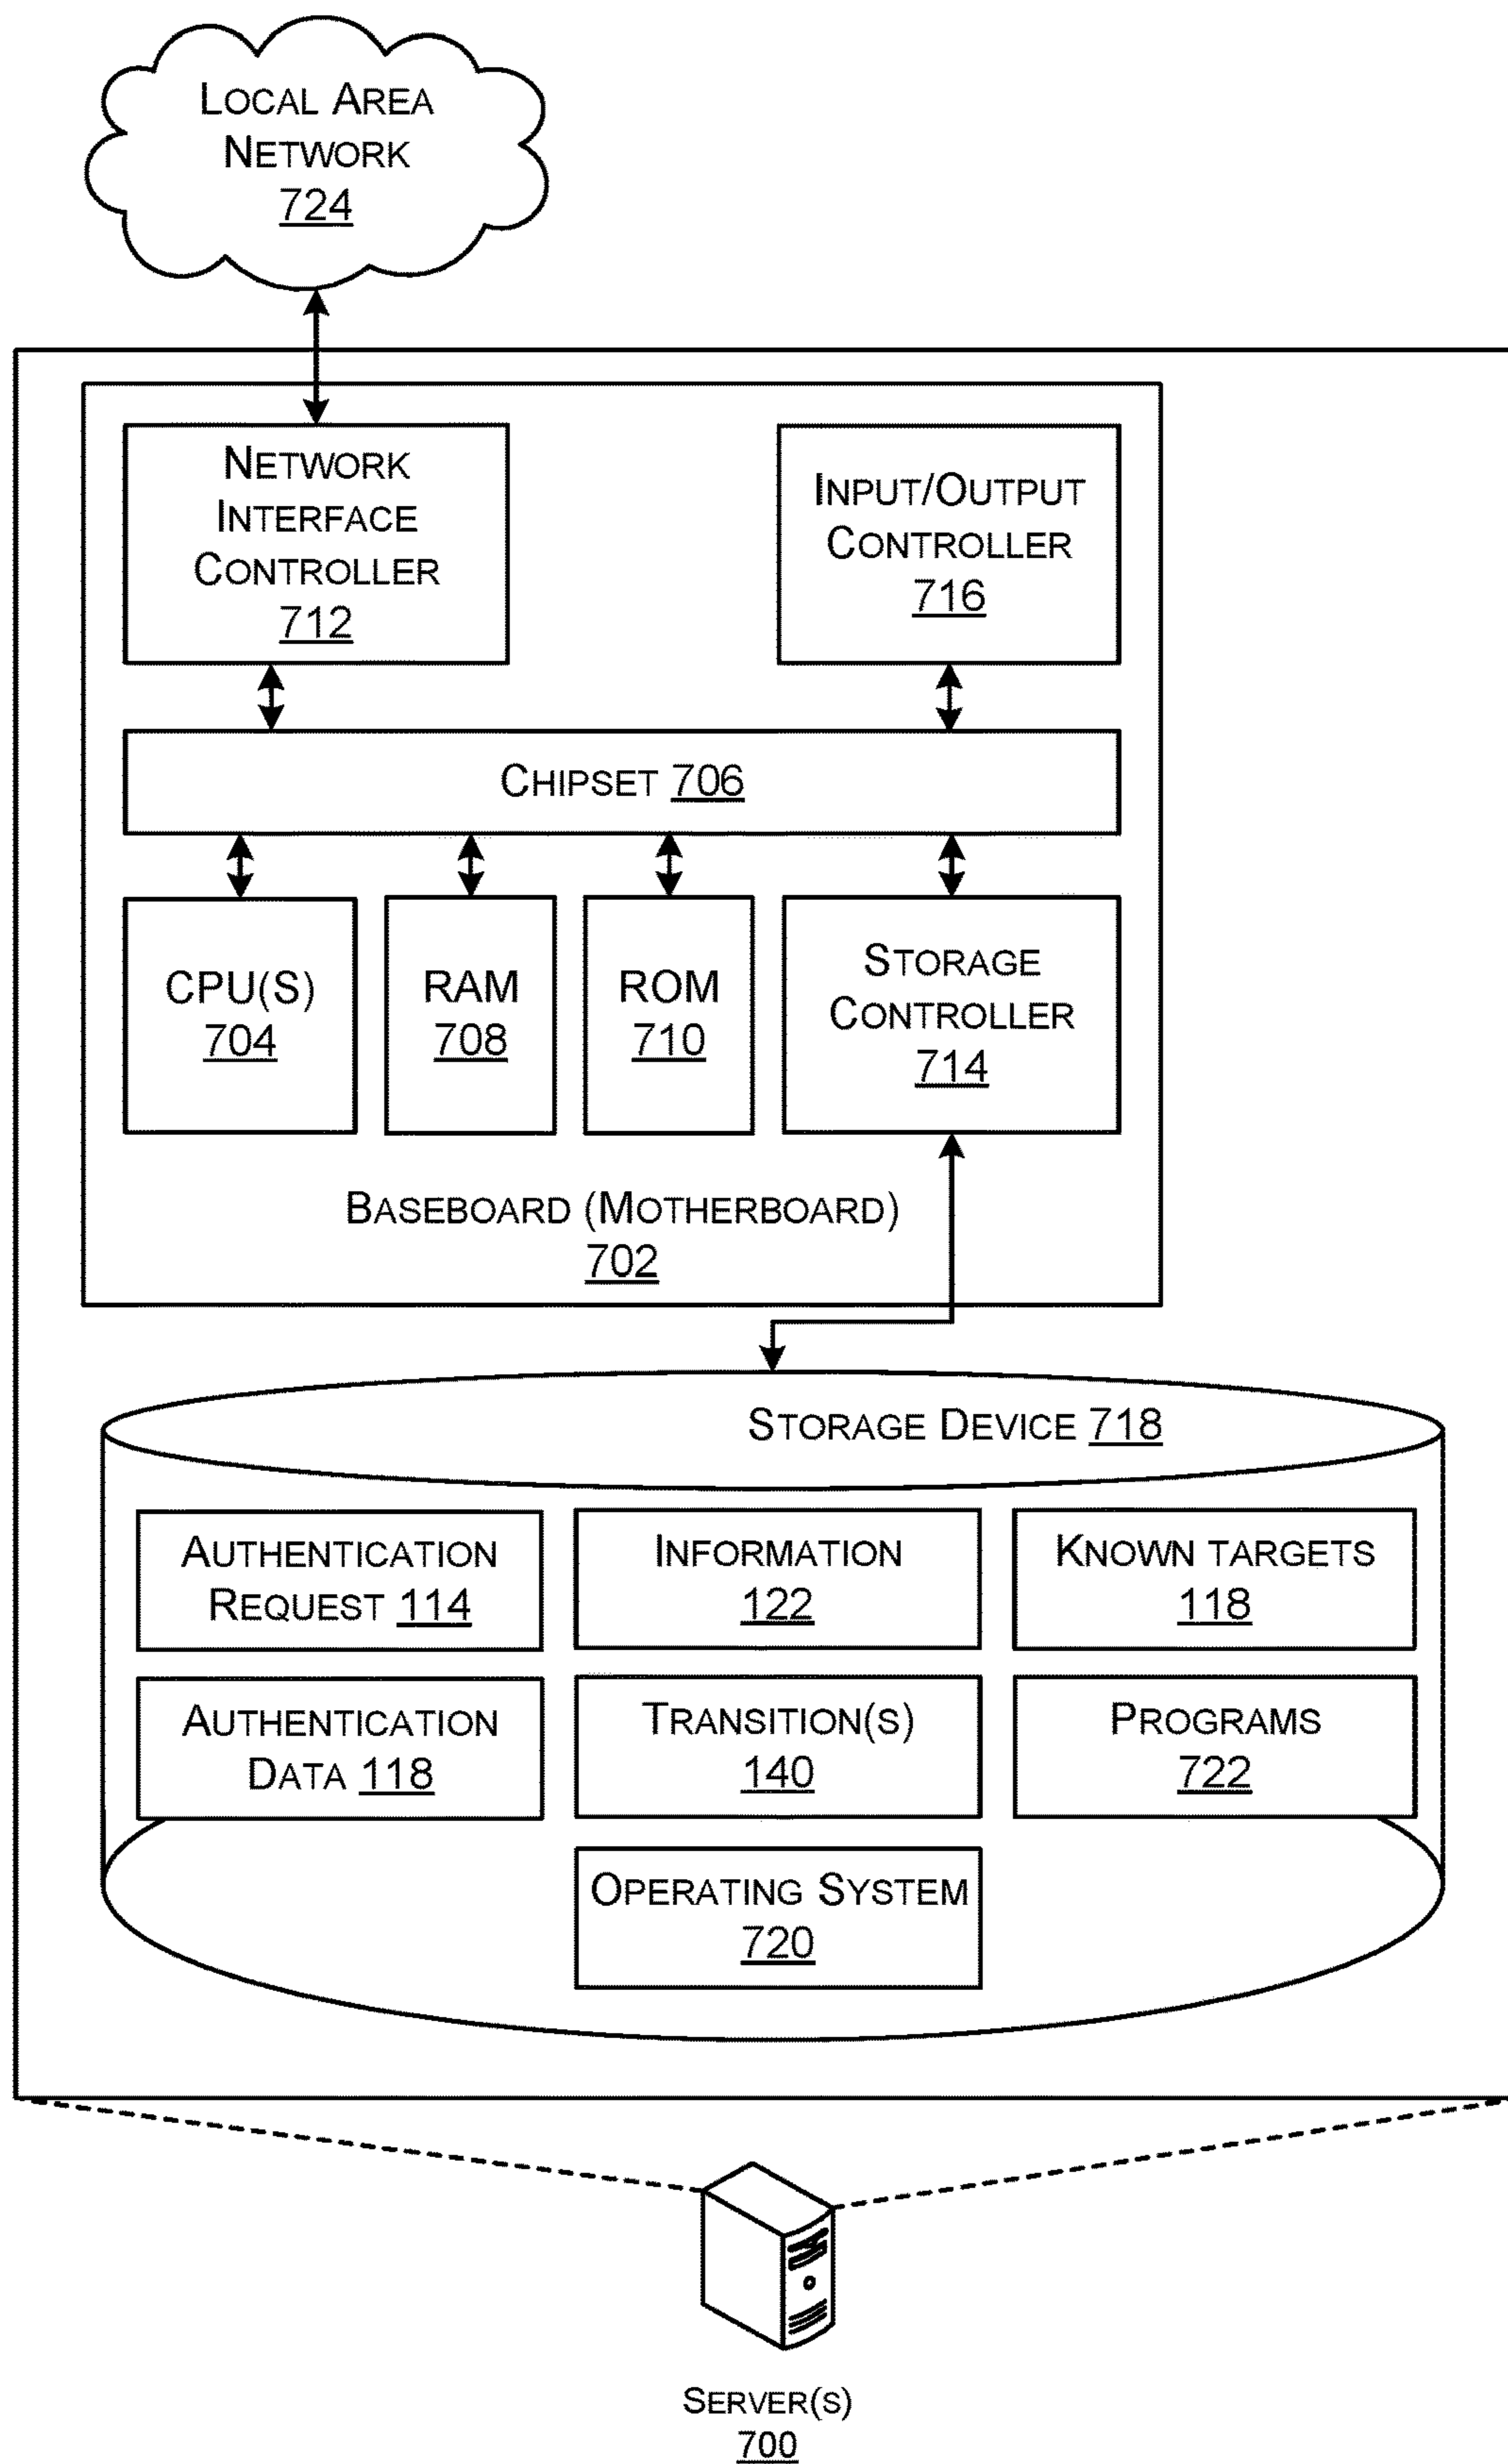 LOCAL AREA
NETWORK
724
NETWORK
INTERFACE
CONTROLLER
712
INPUT/OUTPUT
CONTROLLER
716
CHIPSET 706
CPU(S)
704
RAM
708
ROM
710
STORAGE
CONTROLLER
714
BASEBOARD (MOTHERBOARD)
702
STORAGE DEVICE 718
AUTHENTICATION
REQUEST 114
INFORMATION
122
KNOWN TARGETS
118
AUTHENTICATION
DATA 118
TRANSITION(S)
140
PROGRAMS
722
OPERATING SYSTEM
720
SERVER(S)
700